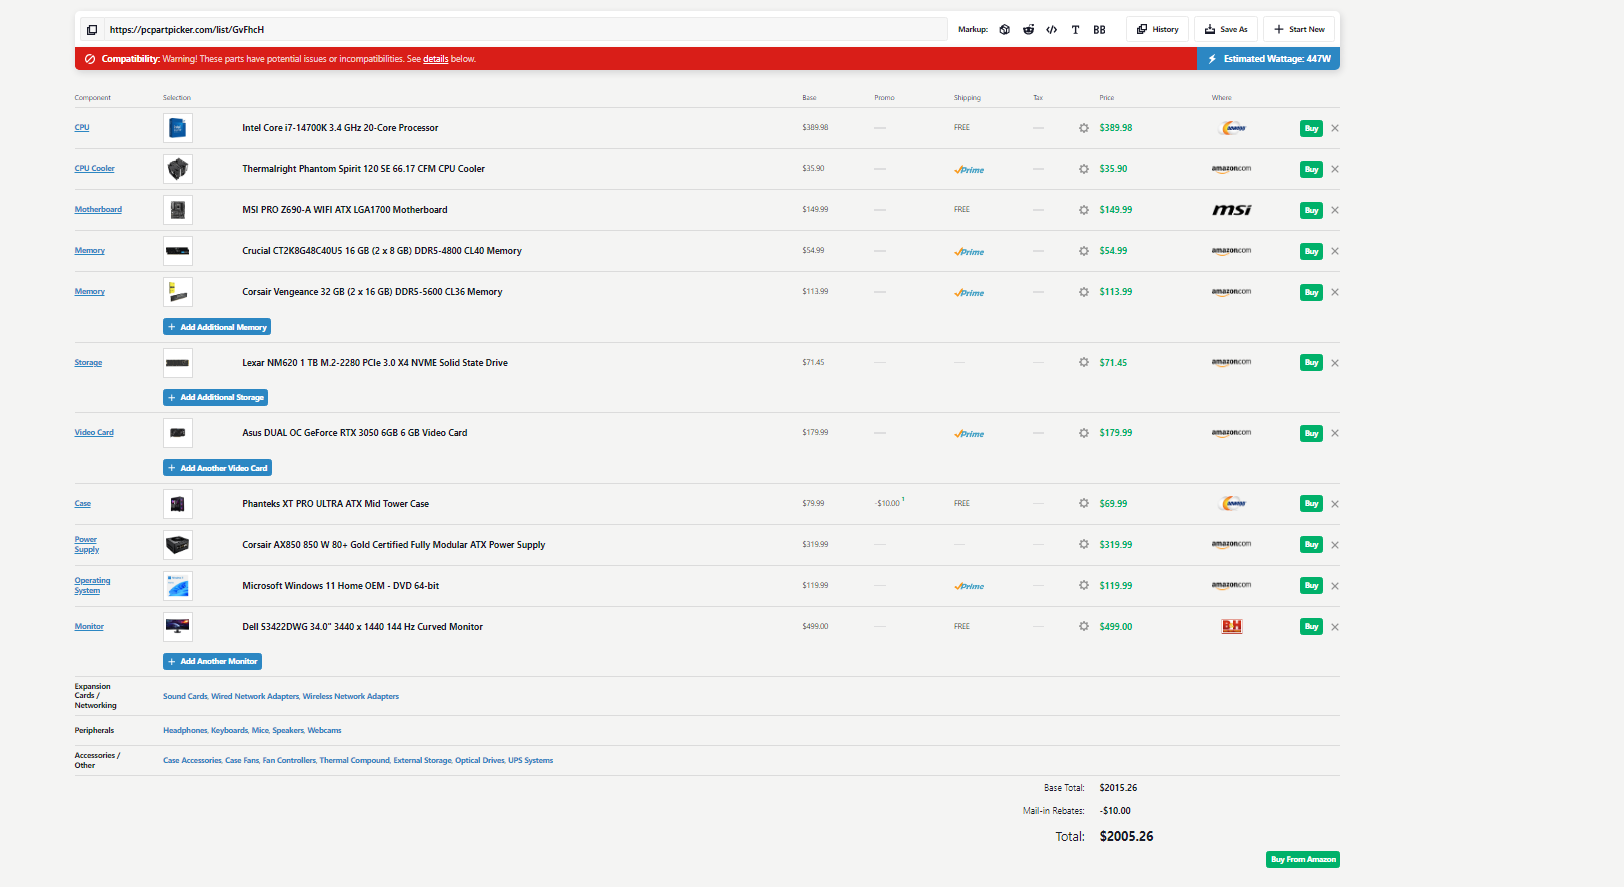 https://pcpartpicker.com/list/GvFhcH Markup: T BB History Save As Start New
Compatibility: Warning! These parts have potential issues or incompatibilities. See details below. Estimated Wattage: 447W
Component Selection Base Promo Shipping Tax Price Where
CPU Intel Core i7-14700K 3.4 GHz 20-Core Processor $389.98 — FREE — $389.98 Buy
CPU Cooler Thermalright Phantom Spirit 120 SE 66.17 CFM CPU Cooler $35.90 — Prime — $35.90 amazon.com Buy
Motherboard MSI PRO Z690-A WIFI ATX LGA1700 Motherboard $149.99 — FREE — $149.99 msi Buy
Memory Crucial CT2K8G48C40U5 16 GB (2 x 8 GB) DDR5-4800 CL40 Memory $54.99 — Prime — $54.99 amazon.com Buy
Memory Corsair Vengeance 32 GB (2 x 16 GB) DDR5-5600 CL36 Memory $113.99 — Prime — $113.99 amazon.com Buy
+ Add Additional Memory
Storage Lexar NM620 1 TB M.2-2280 PCIe 3.0 X4 NVME Solid State Drive $71.45 — — — $71.45 amazon.com Buy
+ Add Additional Storage
Video Card Asus DUAL OC GeForce RTX 3050 6GB 6 GB Video Card $179.99 — Prime — $179.99 amazon.com Buy
+ Add Another Video Card
Case Phanteks XT PRO ULTRA ATX Mid Tower Case $79.99 -$10.00 1 FREE — $69.99 Buy
Power Supply Corsair AX850 850 W 80+ Gold Certified Fully Modular ATX Power Supply $319.99 — — — $319.99 amazon.com Buy
Operating System Microsoft Windows 11 Home OEM - DVD 64-bit $119.99 — Prime — $119.99 amazon.com Buy
Monitor Dell S3422DWG 34.0" 3440 x 1440 144 Hz Curved Monitor $499.00 — FREE — $499.00 B&H Buy
+ Add Another Monitor
Expansion Cards / Networking Sound Cards, Wired Network Adapters, Wireless Network Adapters
Peripherals Headphones, Keyboards, Mice, Speakers, Webcams
Accessories / Other Case Accessories, Case Fans, Fan Controllers, Thermal Compound, External Storage, Optical Drives, UPS Systems
Base Total: $2015.26
Mail-in Rebates: -$10.00
Total: $2005.26
Buy From Amazon